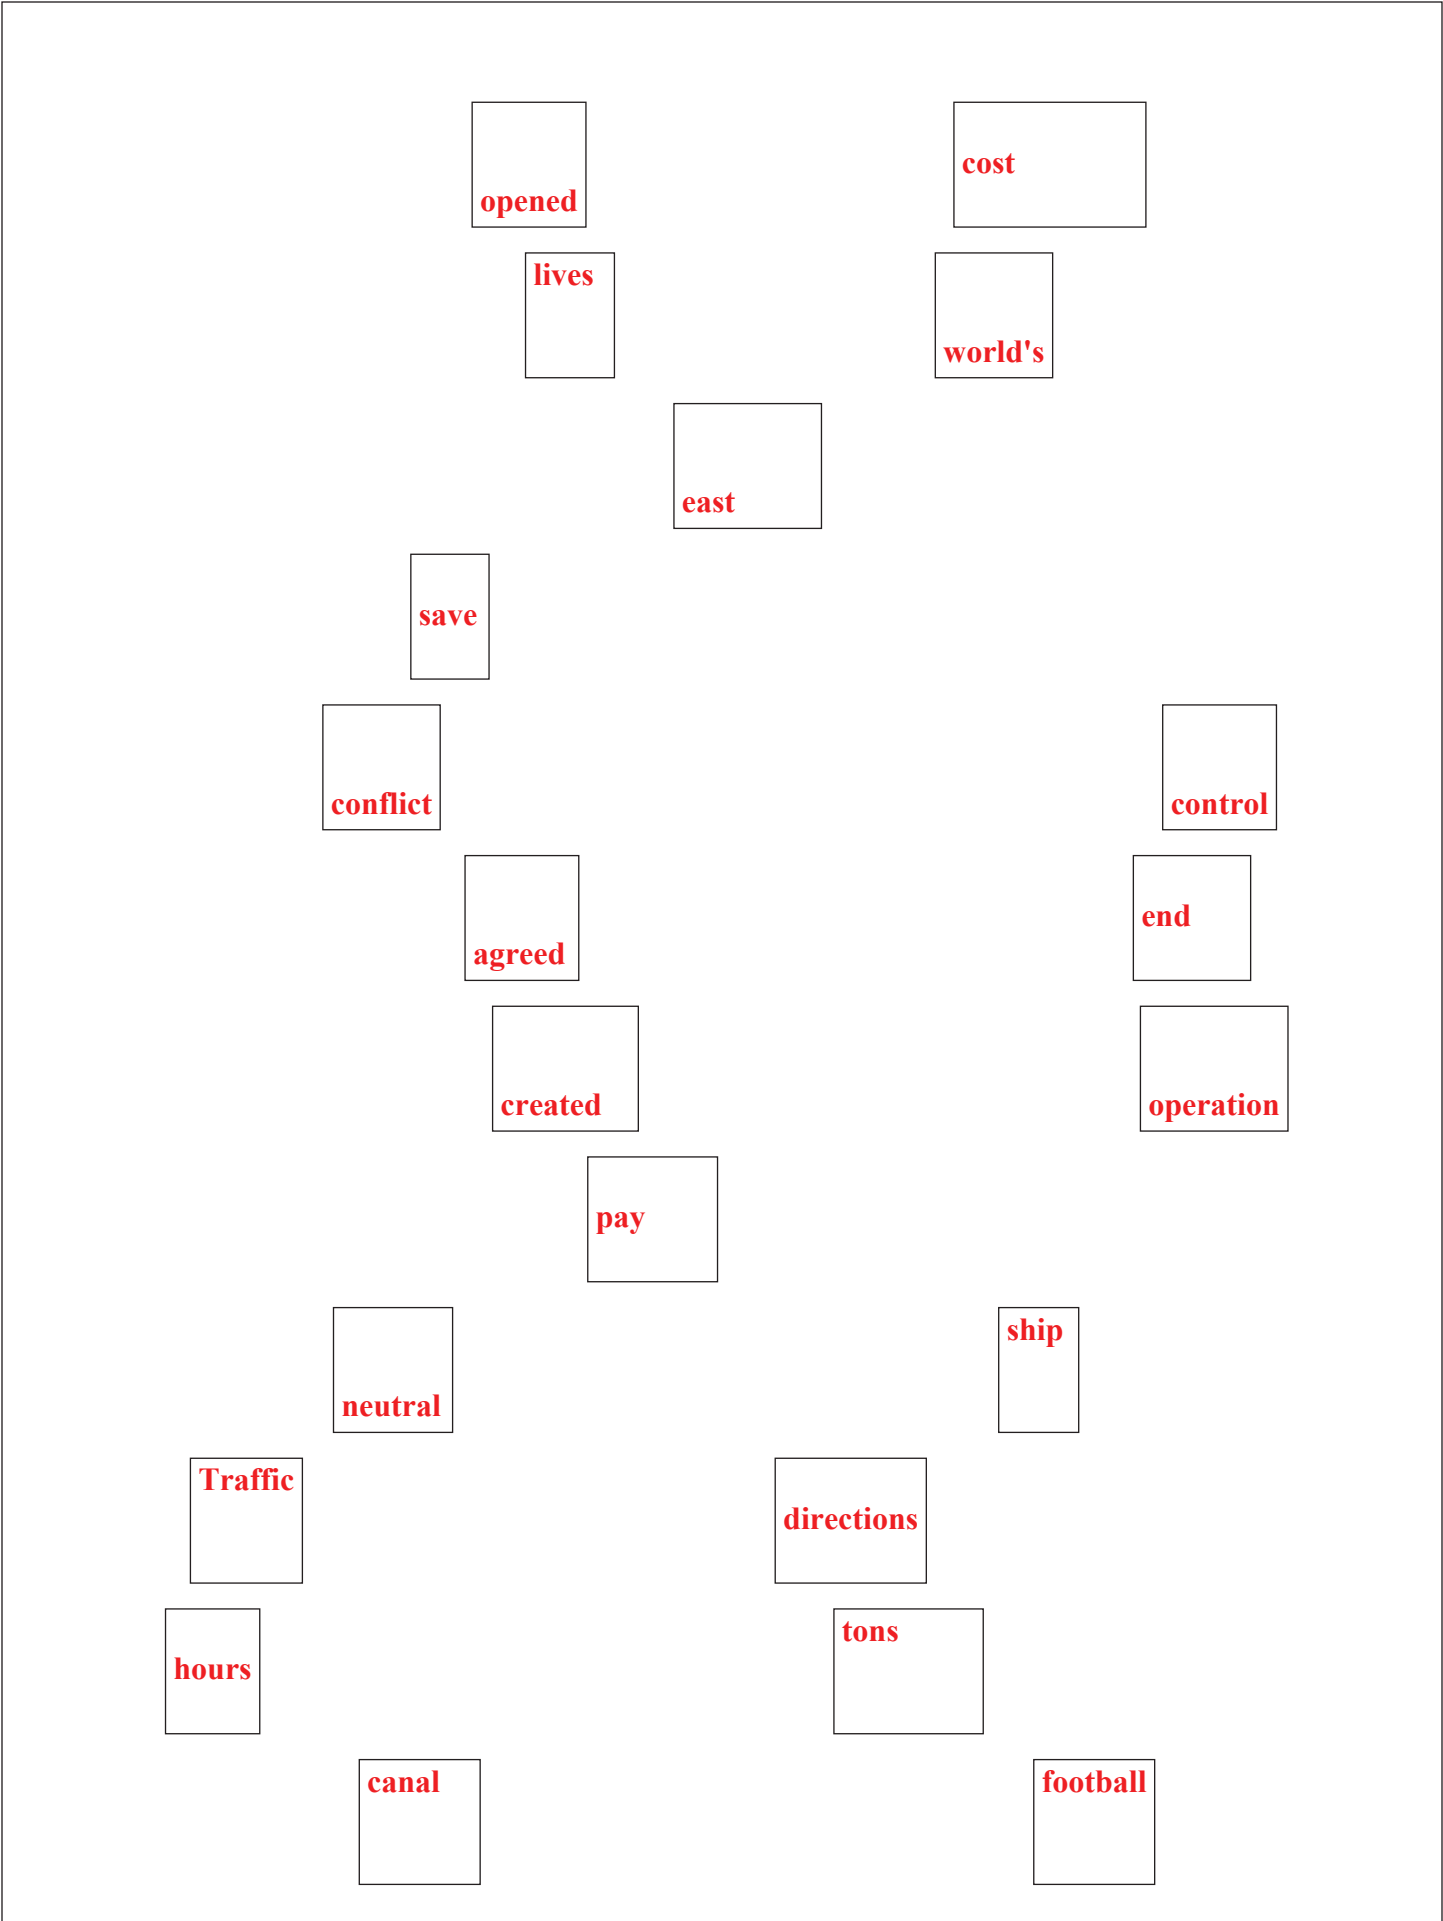 opened cost
lives world's
east
save
conflict control
agreed end
created operation
pay
neutral ship
Traffic directions
hours tons
canal football